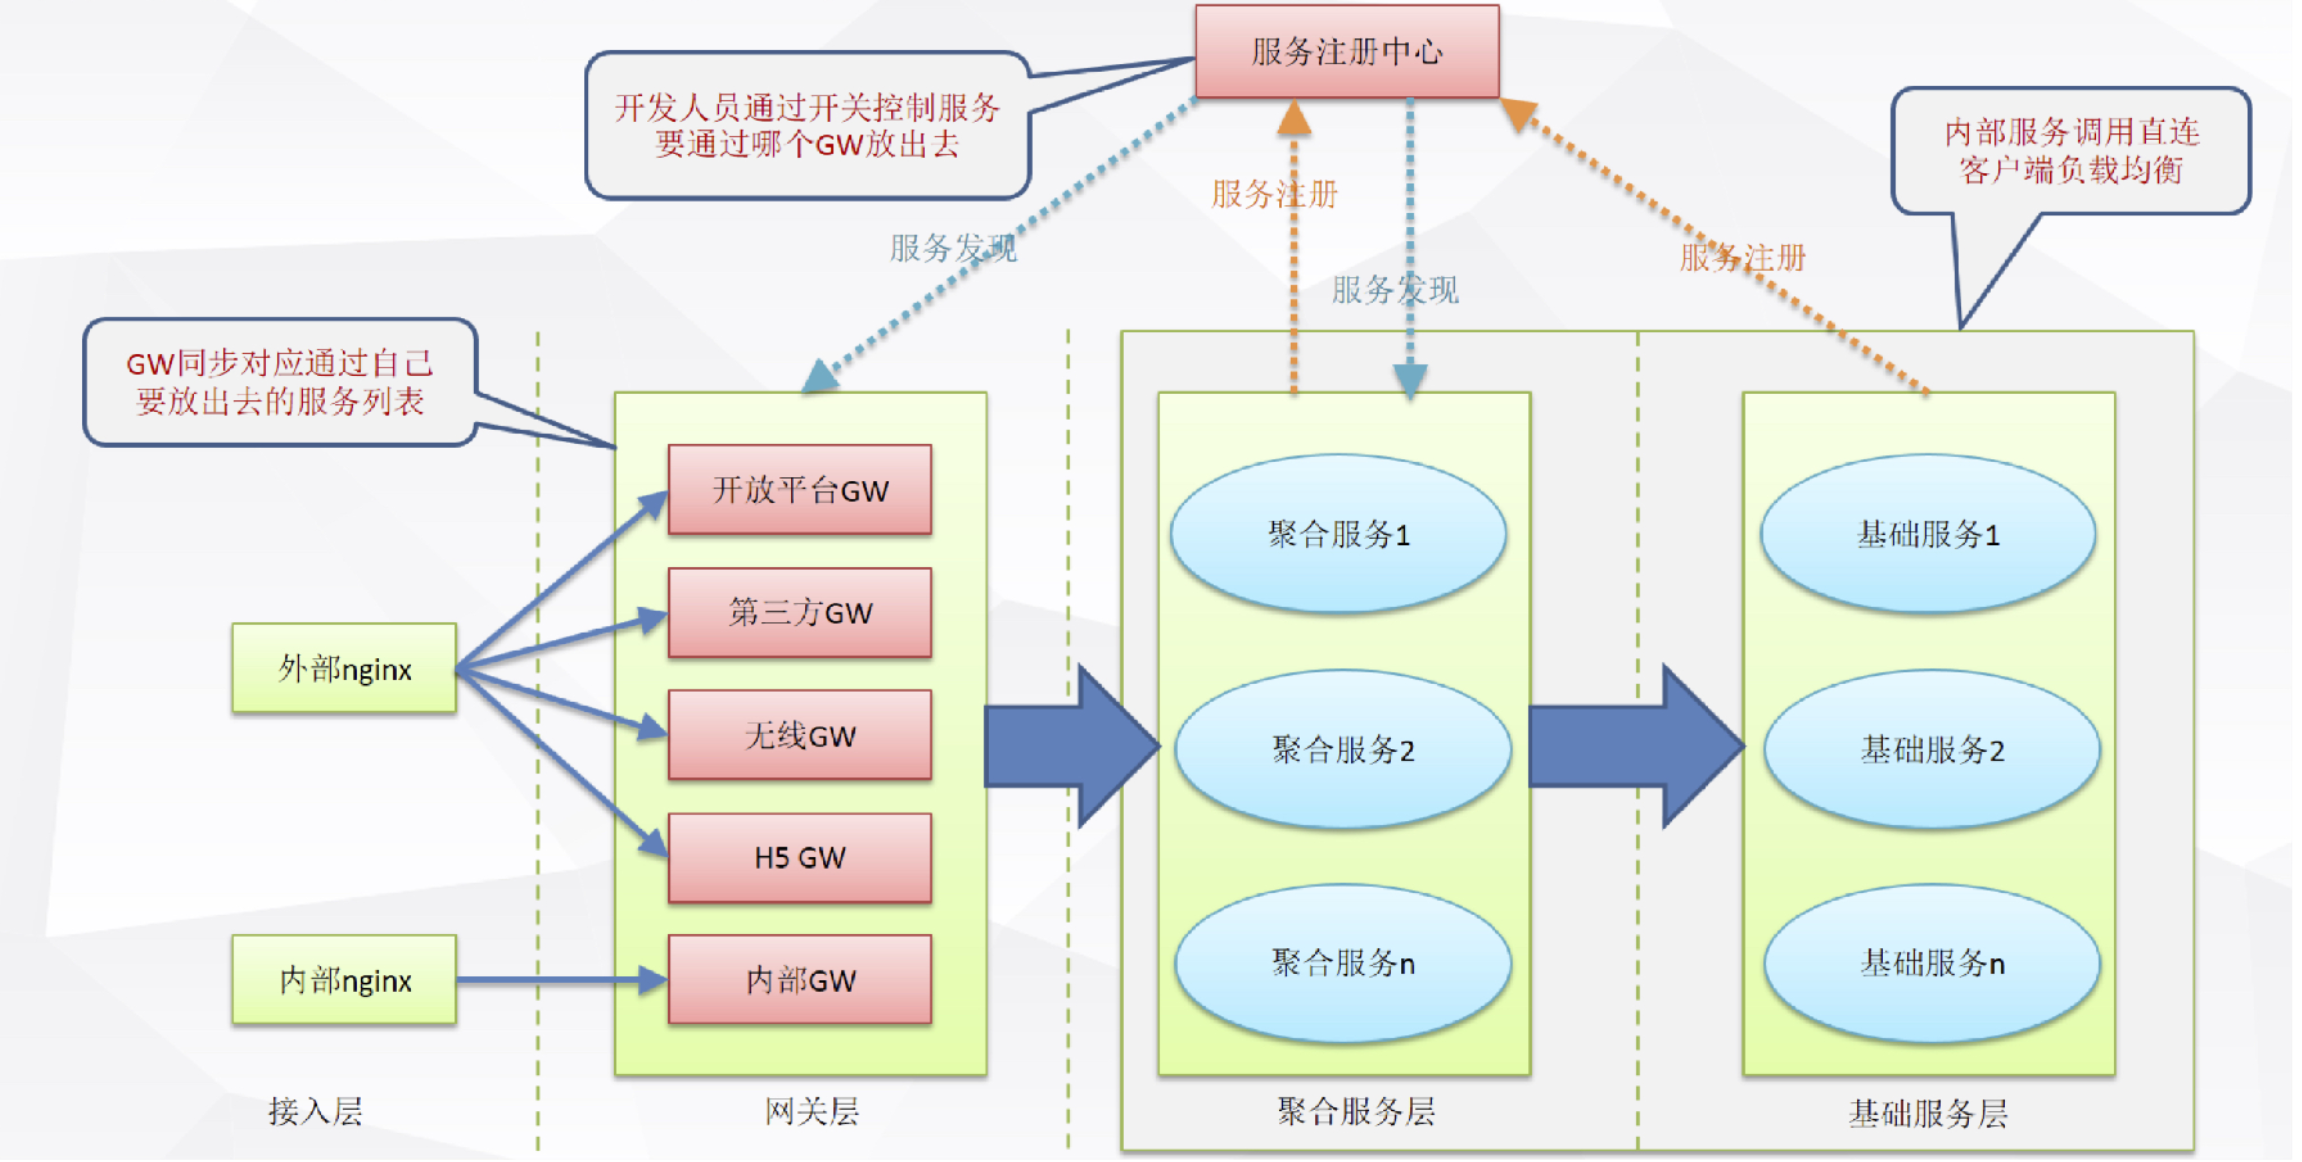 服务注册中心
开发人员通过开关控制服务
要通过哪个GW放出去
内部服务调用直连
客户端负载均衡
服务注册
服务发现
服务注册
服务发现
GW同步对应通过自己
要放出去的服务列表
开放平台GW
第三方GW
无线GW
H5 GW
内部GW
外部nginx
内部nginx
聚合服务1
聚合服务2
聚合服务n
基础服务1
基础服务2
基础服务n
接入层
网关层
聚合服务层
基础服务层